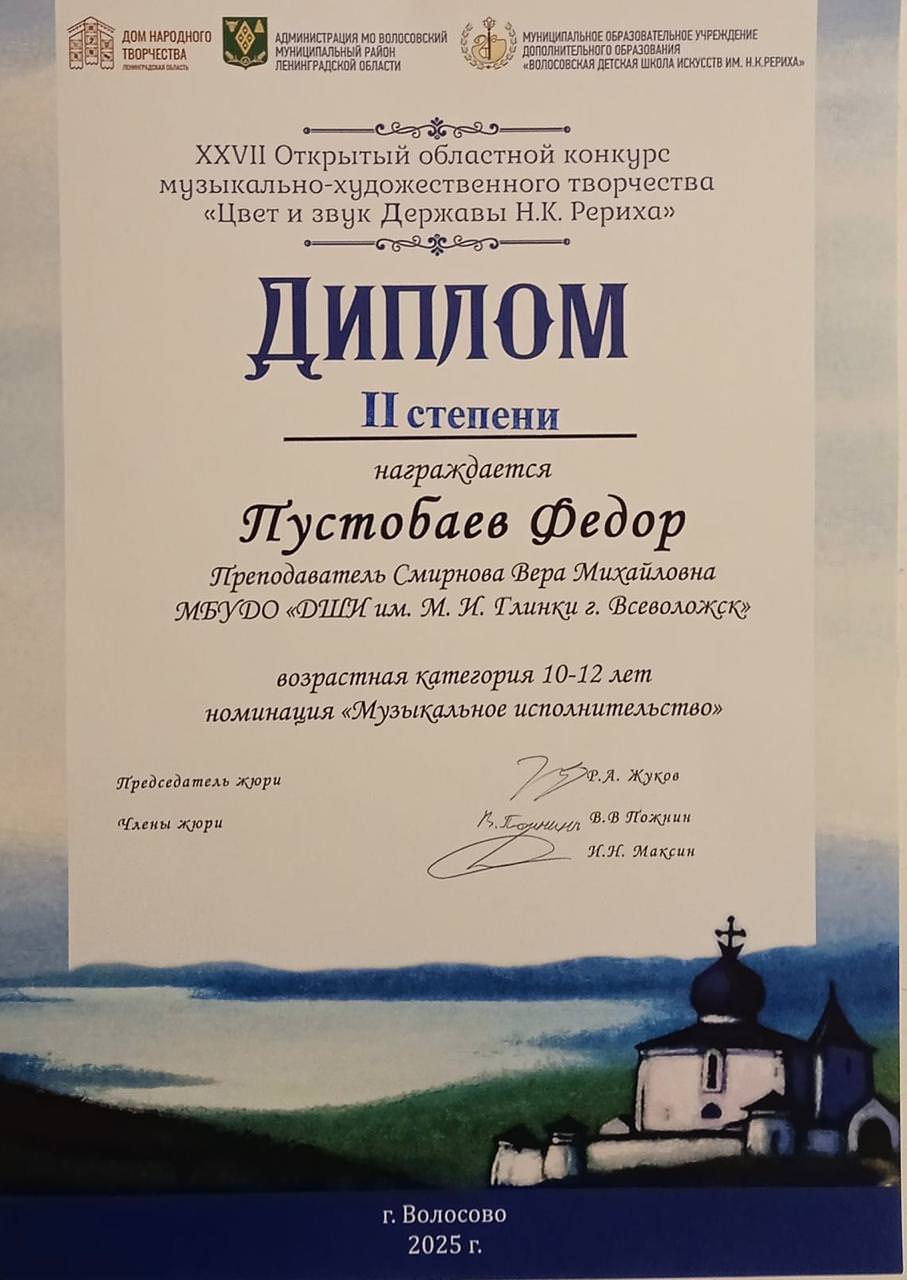 ДОМ НАРОДНОГО
ТВОРЧЕСТВА
ЛЕНИНГРАДСКАЯ ОБЛАСТЬ
АДМИНИСТРАЦИЯ МО ВОЛОСОВСКИЙ
МУНИЦИПАЛЬНЫЙ РАЙОН
ЛЕНИНГРАДСКОЙ ОБЛАСТИ
МУНИЦИПАЛЬНОЕ ОБРАЗОВАТЕЛЬНОЕ УЧРЕЖДЕНИЕ
ДОПОЛНИТЕЛЬНОГО ОБРАЗОВАНИЯ
«ВОЛОСОВСКАЯ ДЕТСКАЯ ШКОЛА ИСКУССТВ ИМ. Н.К.РЕРИХА»
XXVII Открытый областной конкурс
музыкально-художественного творчества
«Цвет и звук Державы Н.К. Рериха»
ДИПЛОМ
II степени
награждается
Пустобаев Федор
Преподаватель Смирнова Вера Михайловна
МБУДО «ДШИ им. М. И. Глинки г. Всеволожск»
возрастная категория 10-12 лет
номинация «Музыкальное исполнительство»
Председатель жюри Р.А. Жуков
Члены жюри В.В Пожнин
Н.Н. Максин
г. Волосово
2025 г.